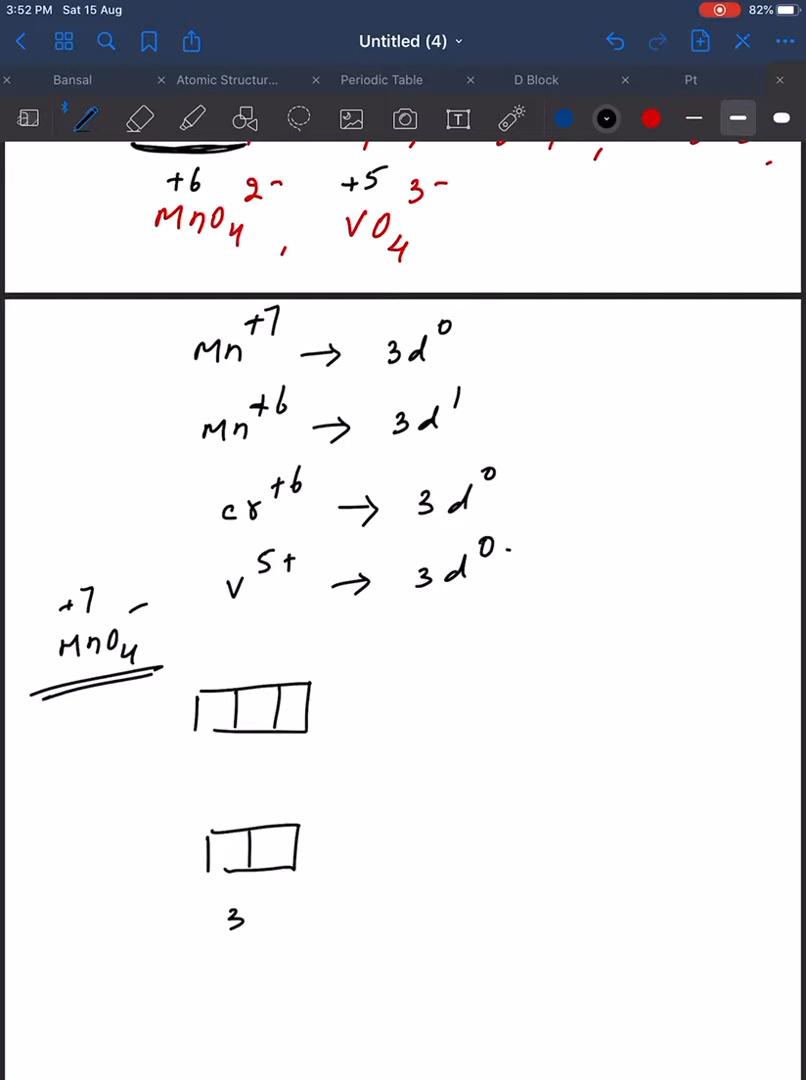 3:52 PM Sat 15 Aug
82%
Untitled (4)
Bansal
Atomic Structur...
Periodic Table
D Block
Pt
T
+6 2- +5 3-
MnO4 , VO4
Mn+7 → 3d0
Mn+6 → 3d1
cr+6 → 3d0
V5+ → 3d0.
+7 -
MnO4
3